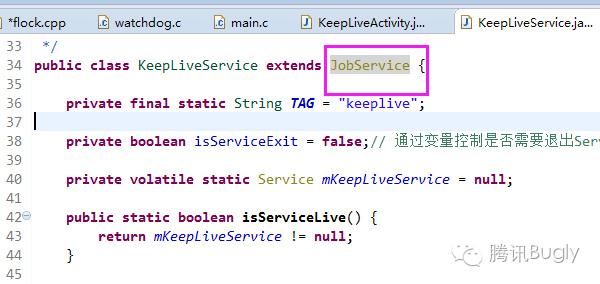 *flock.cpp watchdog.c main.c KeepLiveActivity.j... KeepLiveService.ja...
33 */
34 public class KeepLiveService extends JobService {
35
36 private final static String TAG = "keeplive";
37
38 private boolean isServiceExit = false;// 通过变量控制是否需要退出Serv
39
40 private volatile static Service mKeepLiveService = null;
41
42 public static boolean isServiceLive() {
43 return mKeepLiveService != null;
44 }
45
腾讯Bugly